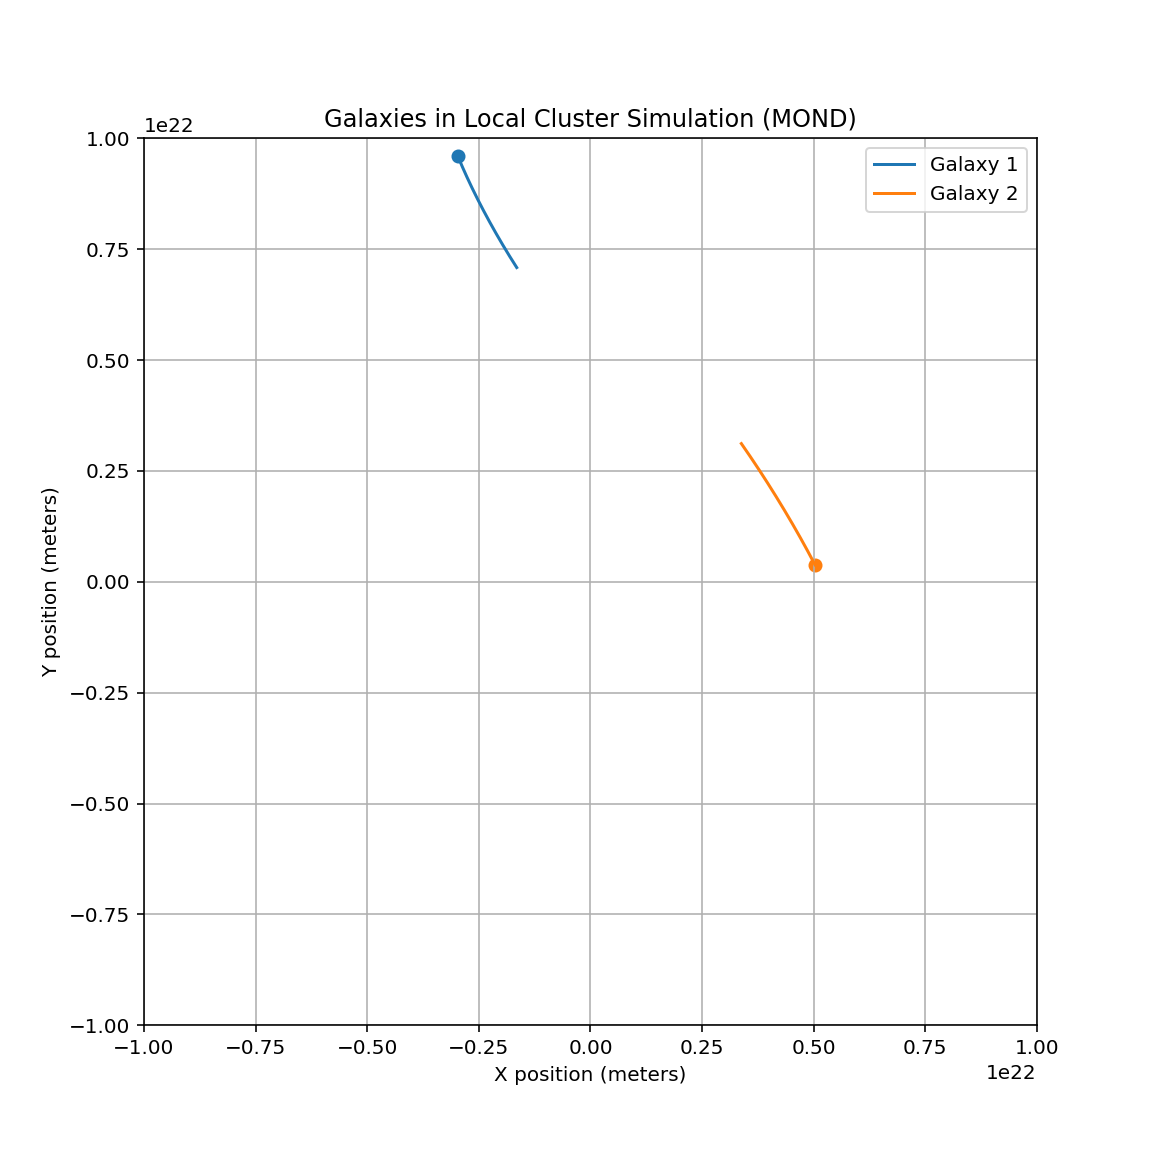 Galaxies in Local Cluster Simulation (MOND)
1e22
Galaxy 1
Galaxy 2
1.00
0.75
0.50
0.25
0.00
−0.25
−0.50
−0.75
−1.00
Y position (meters)
−1.00 −0.75 −0.50 −0.25 0.00 0.25 0.50 0.75 1.00
X position (meters)
1e22